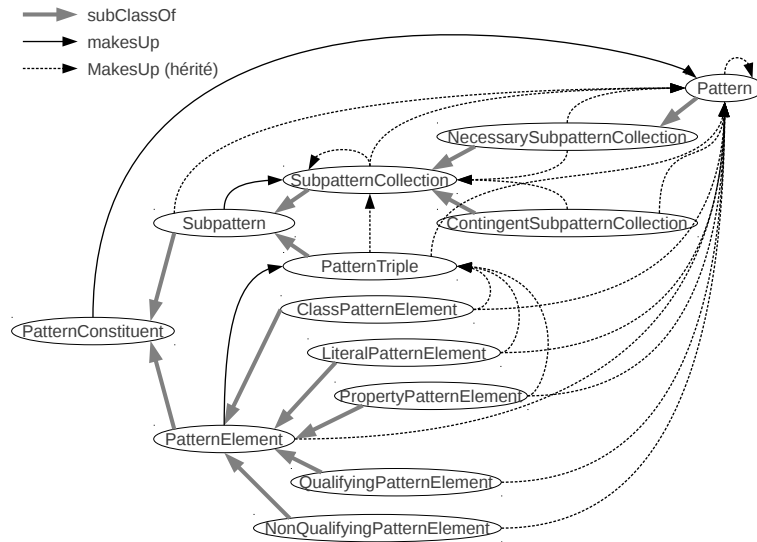 subClassOf
makesUp
MakesUp (hérité)
Pattern
NecessarySubpatternCollection
SubpatternCollection
Subpattern
ContingentSubpatternCollection
PatternTriple
ClassPatternElement
PatternConstituent
LiteralPatternElement
PropertyPatternElement
PatternElement
QualifyingPatternElement
NonQualifyingPatternElement